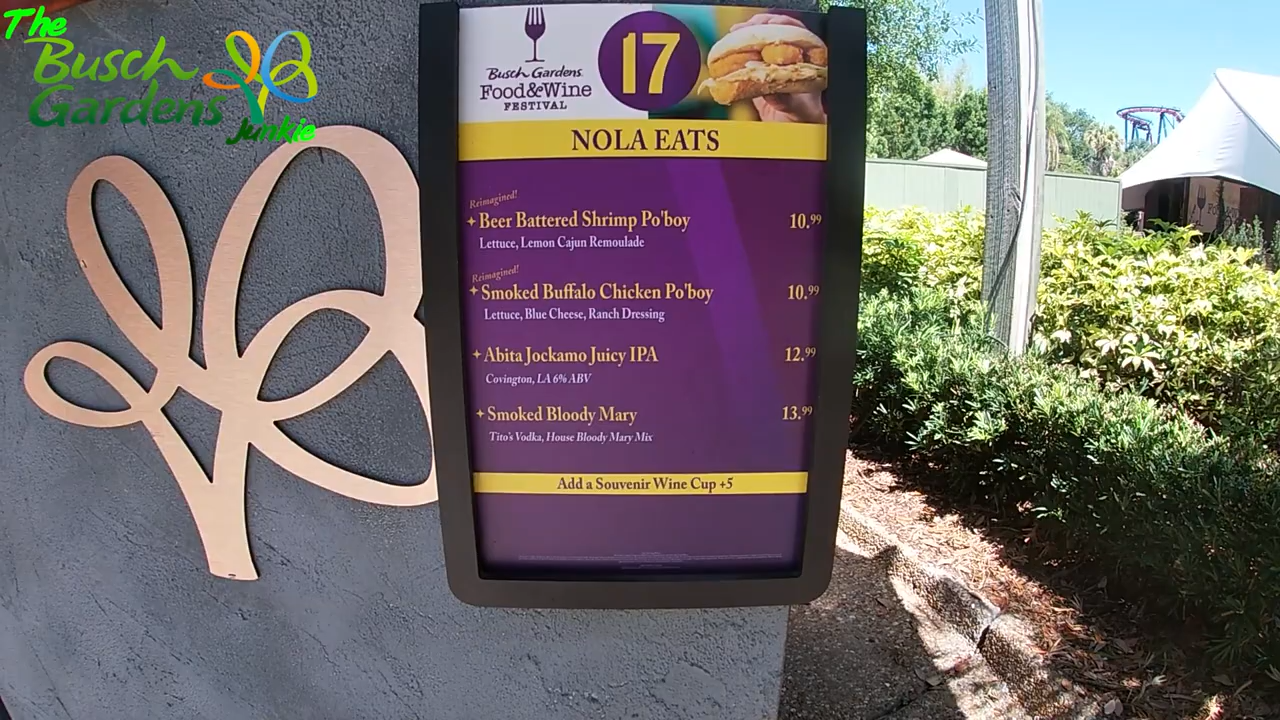 The
Busch
Gardens
Junkie
Busch Gardens
Food&Wine
FESTIVAL
17
NOLA EATS
Reimagined!
Beer Battered Shrimp Po'boy 10.99
Lettuce, Lemon Cajun Remoulade
Reimagined!
Smoked Buffalo Chicken Po'boy 10.99
Lettuce, Blue Cheese, Ranch Dressing
Abita Jockamo Juicy IPA 12.99
Covington, LA 6% ABV
Smoked Bloody Mary 13.99
Tito's Vodka, House Bloody Mary Mix
Add a Souvenir Wine Cup +5